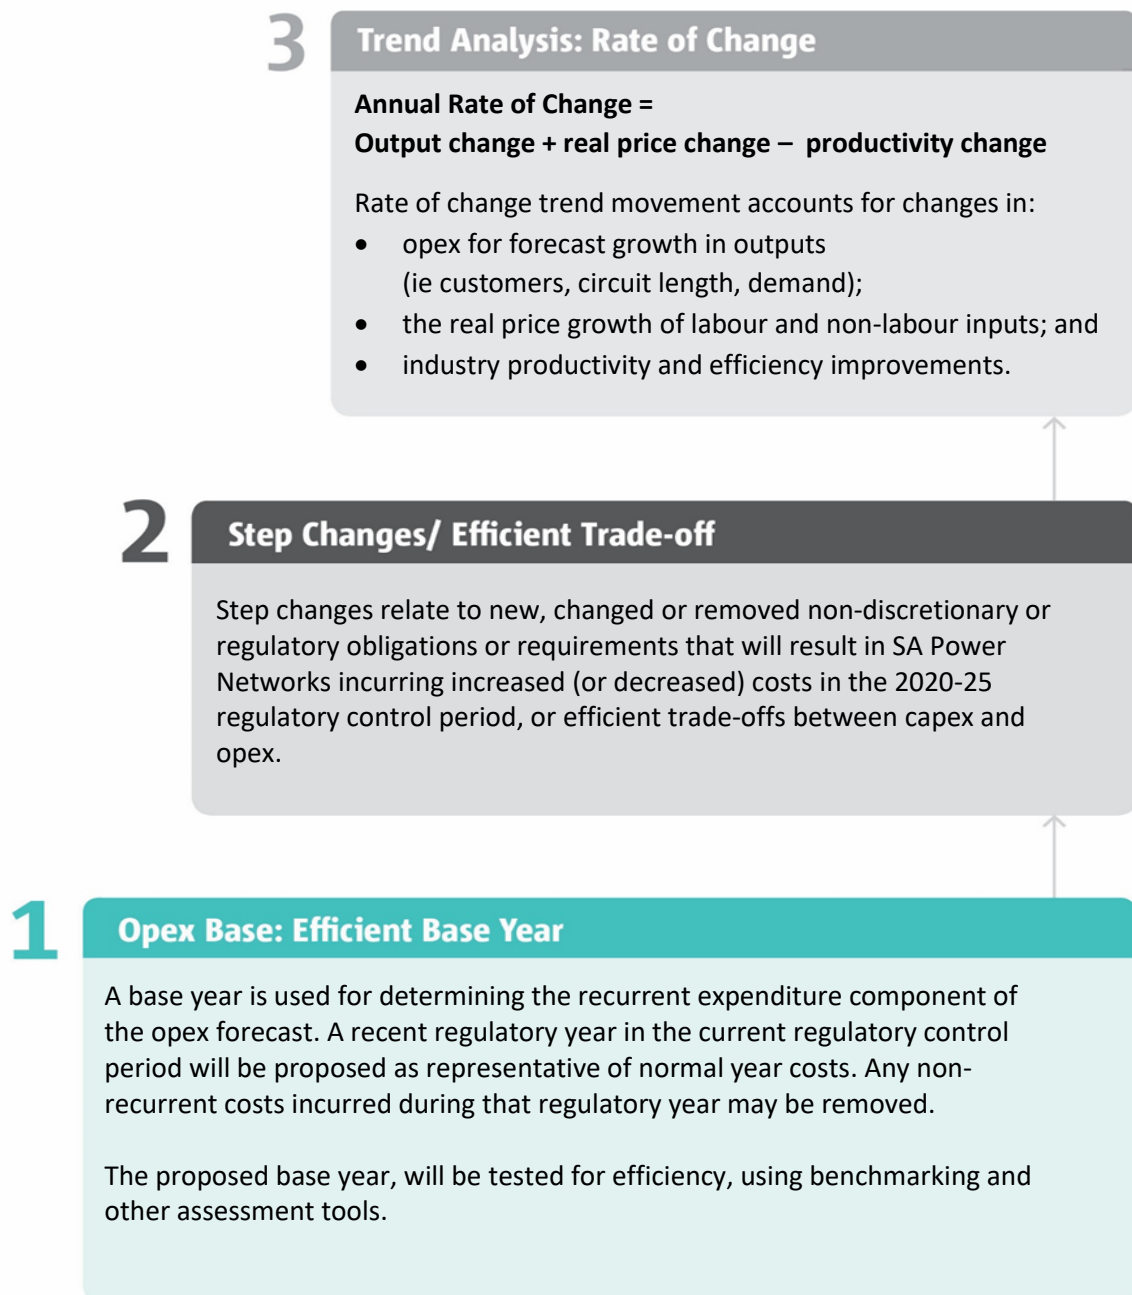 3
Trend Analysis: Rate of Change
Annual Rate of Change =
Output change + real price change – productivity change
Rate of change trend movement accounts for changes in:
• opex for forecast growth in outputs
(ie customers, circuit length, demand);
• the real price growth of labour and non-labour inputs; and
• industry productivity and efficiency improvements.
2
Step Changes/ Efficient Trade-off
Step changes relate to new, changed or removed non-discretionary or
regulatory obligations or requirements that will result in SA Power
Networks incurring increased (or decreased) costs in the 2020-25
regulatory control period, or efficient trade-offs between capex and
opex.
1
Opex Base: Efficient Base Year
A base year is used for determining the recurrent expenditure component of
the opex forecast. A recent regulatory year in the current regulatory control
period will be proposed as representative of normal year costs. Any non-
recurrent costs incurred during that regulatory year may be removed.
The proposed base year, will be tested for efficiency, using benchmarking and
other assessment tools.